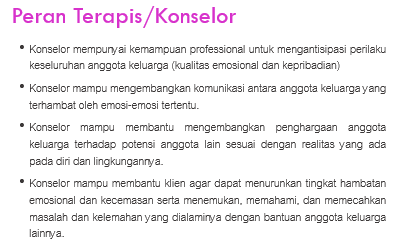 Peran Terapis/Konselor
• Konselor mempunyai kemampuan professional untuk mengantisipasi perilaku
keseluruhan anggota keluarga (kualitas emosional dan kepribadian)
• Konselor mampu mengembangkan komunikasi antara anggota keluarga yang
terhambat oleh emosi-emosi tertentu.
• Konselor mampu membantu mengembangkan penghargaan anggota
keluarga terhadap potensi anggota lain sesuai dengan realitas yang ada
pada diri dan lingkungannya.
• Konselor mampu membantu klien agar dapat menurunkan tingkat hambatan
emosional dan kecemasan serta menemukan, memahami, dan memecahkan
masalah dan kelemahan yang dialaminya dengan bantuan anggota keluarga
lainnya.